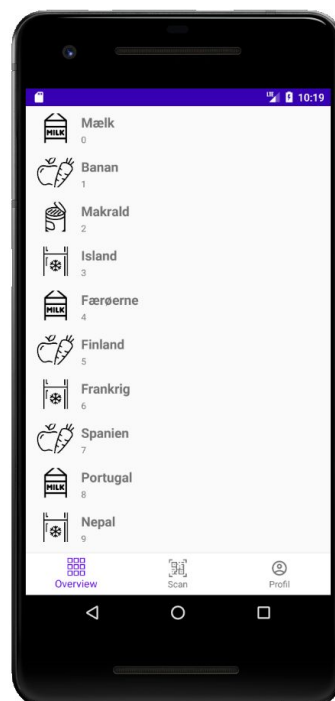 LTE 10:19
MILK Mælk
0
Banan
1
Makrald
2
Island
3
MILK Færøerne
4
Finland
5
Frankrig
6
Spanien
7
MILK Portugal
8
Nepal
9
Overview Scan Profil